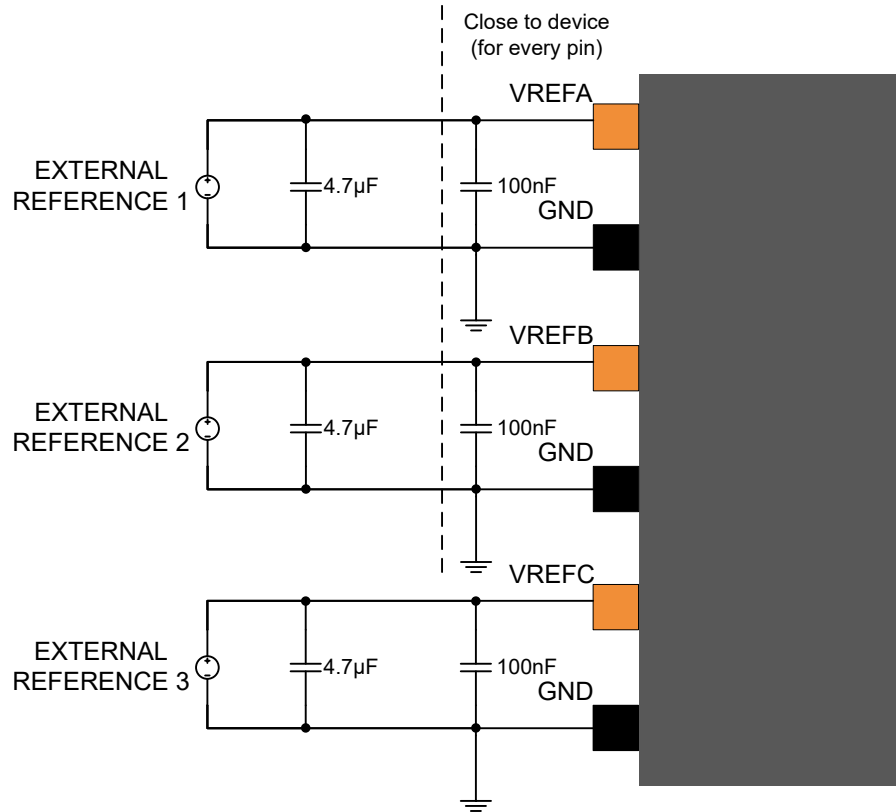 Close to device
(for every pin)
VREFA
EXTERNAL
REFERENCE 1
4.7µF
100nF
GND
VREFB
EXTERNAL
REFERENCE 2
4.7µF
100nF
GND
VREFC
EXTERNAL
REFERENCE 3
4.7µF
100nF
GND